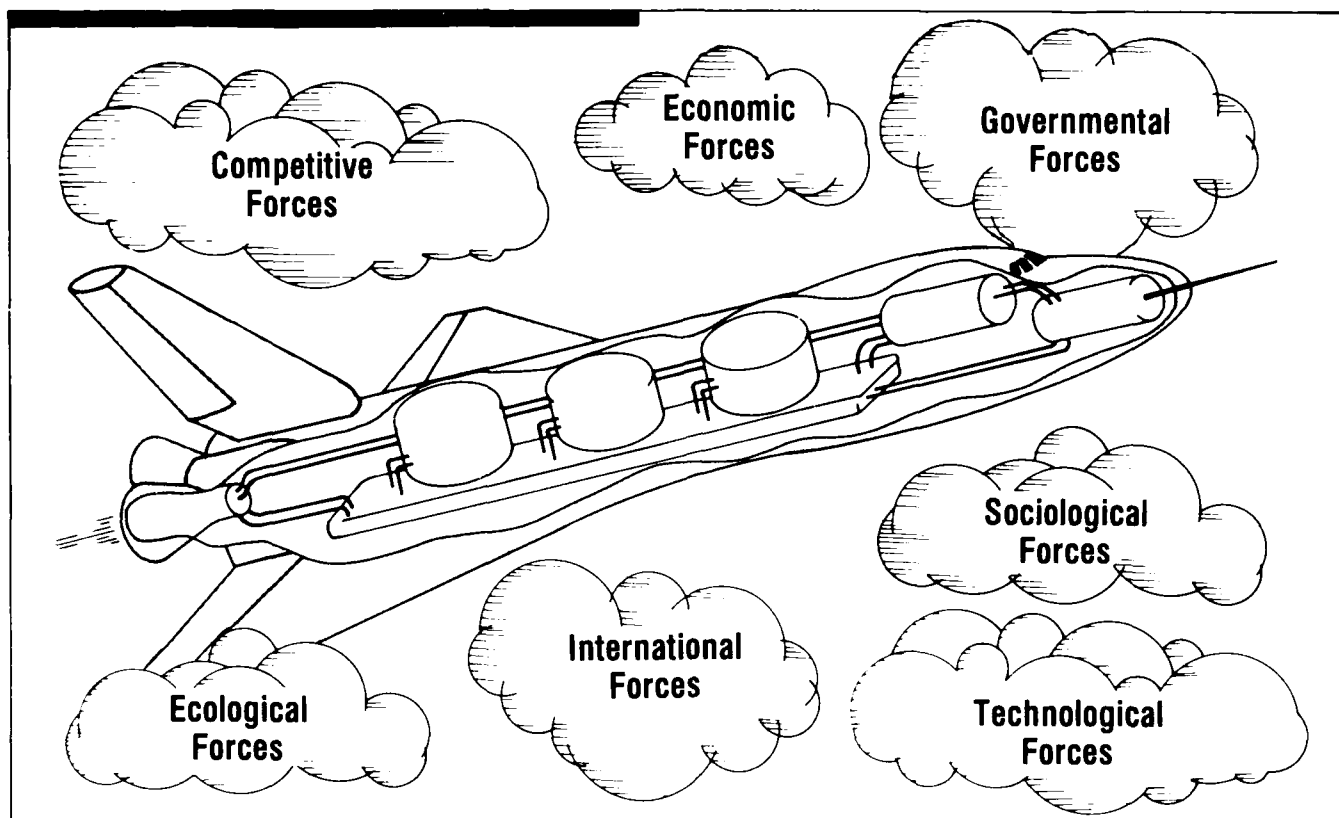 Competitive
Forces
Economic
Forces
Governmental
Forces
Sociological
Forces
International
Forces
Ecological
Forces
Technological
Forces